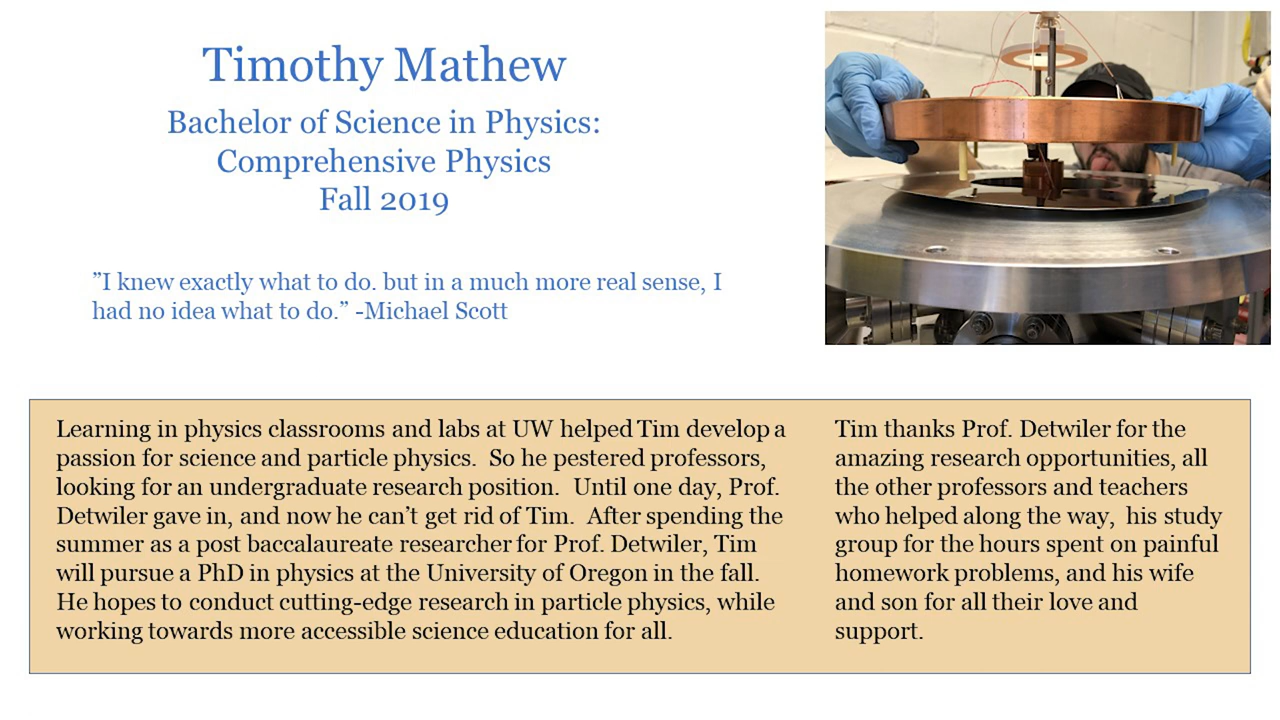 Timothy Mathew
Bachelor of Science in Physics:
Comprehensive Physics
Fall 2019
”I knew exactly what to do. but in a much more real sense, I
had no idea what to do.” -Michael Scott
Learning in physics classrooms and labs at UW helped Tim develop a
passion for science and particle physics.  So he pestered professors,
looking for an undergraduate research position.  Until one day, Prof.
Detwiler gave in, and now he can’t get rid of Tim.  After spending the
summer as a post baccalaureate researcher for Prof. Detwiler, Tim
will pursue a PhD in physics at the University of Oregon in the fall.
He hopes to conduct cutting-edge research in particle physics, while
working towards more accessible science education for all.
Tim thanks Prof. Detwiler for the
amazing research opportunities, all
the other professors and teachers
who helped along the way,  his study
group for the hours spent on painful
homework problems, and his wife
and son for all their love and
support.